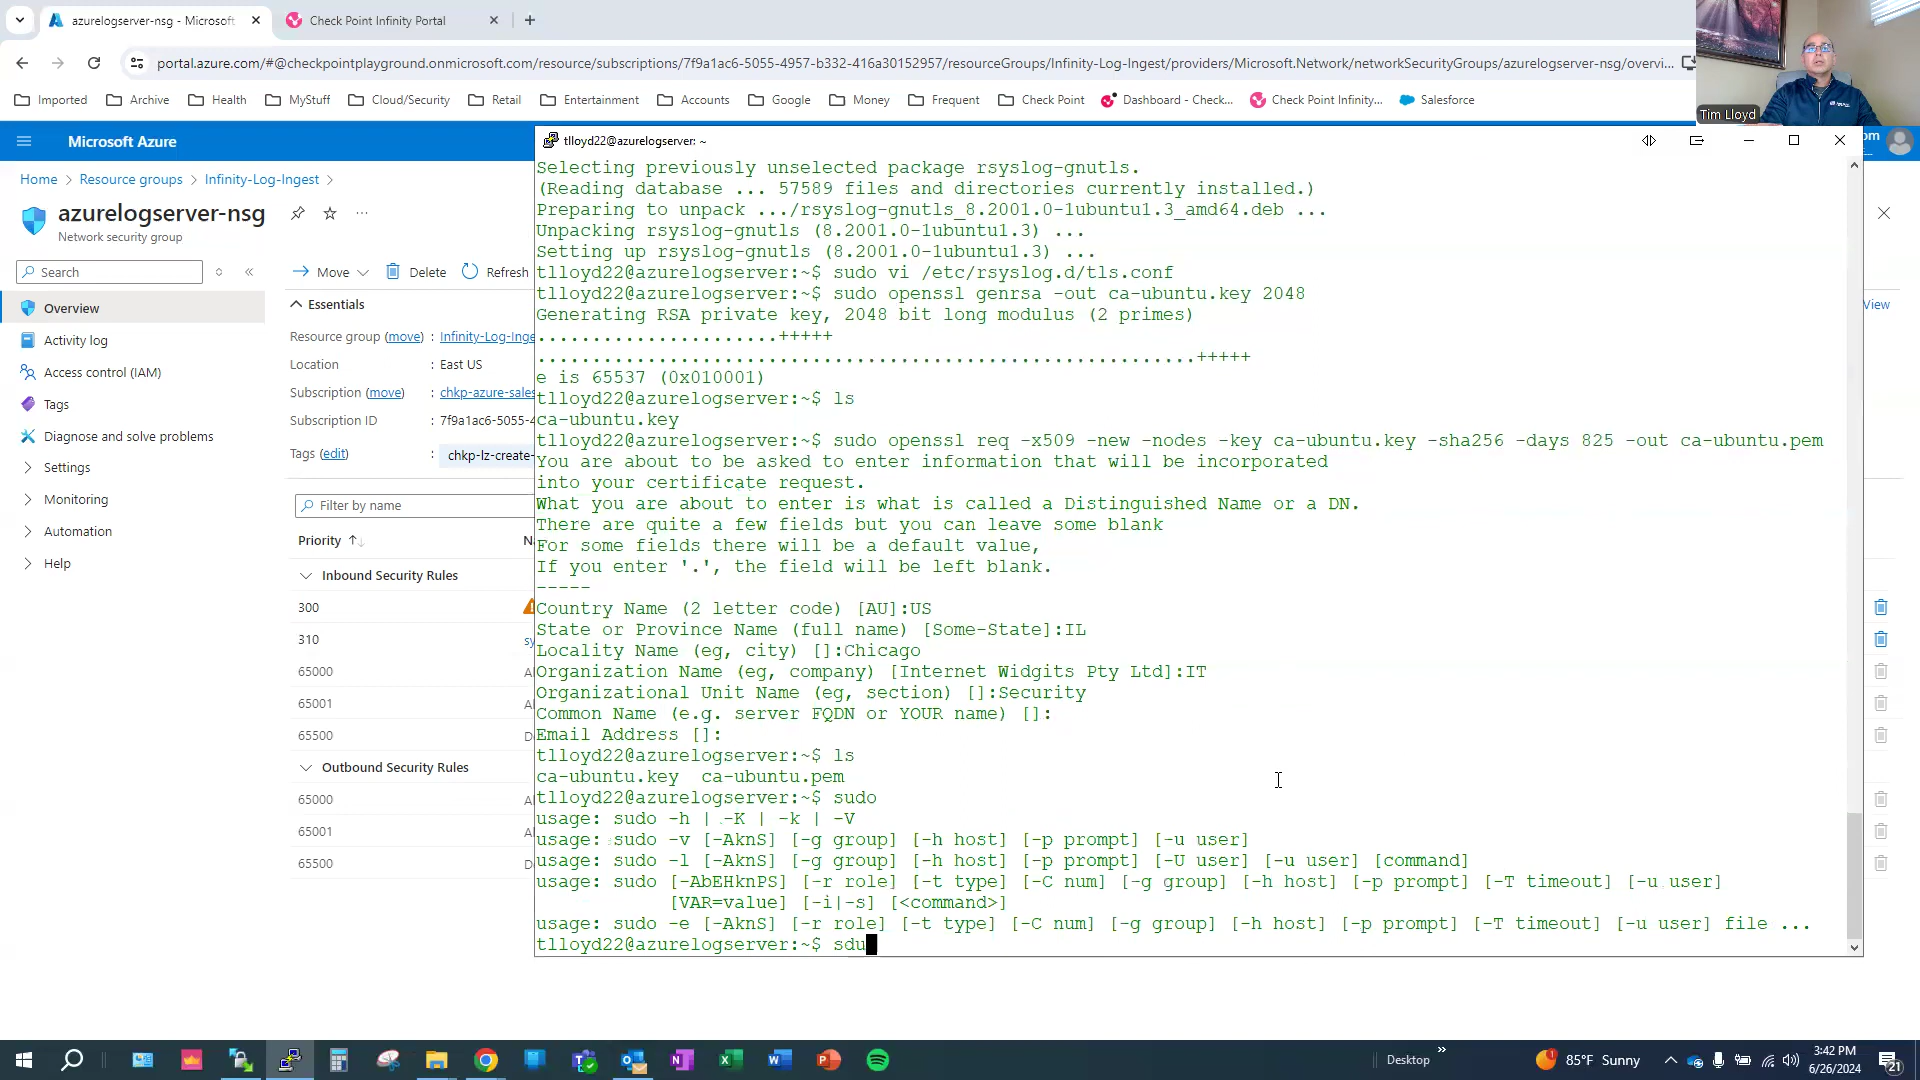 azurelogserver-nsg - Microsoft
Check Point Infinity Portal
portal.azure.com/#@checkpointplayground.onmicrosoft.com/resource/subscriptions/7f9a1ac6-5055-4957-b332-416a30152957/resourceGroups/Infinity-Log-Ingest/providers/Microsoft.Network/networkSecurityGroups/azurelogserver-nsg/overvi...
Imported Archive Health MyStuff Cloud/Security Retail Entertainment Accounts Google Money Frequent Check Point Dashboard - Check... Check Point Infinity... Salesforce
Tim Lloyd
Microsoft Azure
om
Home > Resource groups > Infinity-Log-Ingest >
azurelogserver-nsg
Network security group
Search
Overview
Activity log
Access control (IAM)
Tags
Diagnose and solve problems
Settings
Monitoring
Automation
Help
Move Delete Refresh
Essentials
View
Resource group (move) : Infinity-Log-Inge
Location : East US
Subscription (move) : chkp-azure-sales
Subscription ID : 7f9a1ac6-5055-4
Tags (edit) : chkp-lz-create-
Filter by name
Priority ↑↓ N
Inbound Security Rules
300
310 sy
65000 Al
65001 Al
65500 D
Outbound Security Rules
65000 Al
65001 Al
65500 D
tlloyd22@azurelogserver: ~
Selecting previously unselected package rsyslog-gnutls.
(Reading database ... 57589 files and directories currently installed.)
Preparing to unpack .../rsyslog-gnutls_8.2001.0-1ubuntu1.3_amd64.deb ...
Unpacking rsyslog-gnutls (8.2001.0-1ubuntu1.3) ...
Setting up rsyslog-gnutls (8.2001.0-1ubuntu1.3) ...
tlloyd22@azurelogserver:~$ sudo vi /etc/rsyslog.d/tls.conf
tlloyd22@azurelogserver:~$ sudo openssl genrsa -out ca-ubuntu.key 2048
Generating RSA private key, 2048 bit long modulus (2 primes)
......................+++++
............................................................+++++
e is 65537 (0x010001)
tlloyd22@azurelogserver:~$ ls
ca-ubuntu.key
tlloyd22@azurelogserver:~$ sudo openssl req -x509 -new -nodes -key ca-ubuntu.key -sha256 -days 825 -out ca-ubuntu.pem
You are about to be asked to enter information that will be incorporated
into your certificate request.
What you are about to enter is what is called a Distinguished Name or a DN.
There are quite a few fields but you can leave some blank
For some fields there will be a default value,
If you enter '.', the field will be left blank.
-----
Country Name (2 letter code) [AU]:US
State or Province Name (full name) [Some-State]:IL
Locality Name (eg, city) []:Chicago
Organization Name (eg, company) [Internet Widgits Pty Ltd]:IT
Organizational Unit Name (eg, section) []:Security
Common Name (e.g. server FQDN or YOUR name) []:
Email Address []:
tlloyd22@azurelogserver:~$ ls
ca-ubuntu.key  ca-ubuntu.pem
tlloyd22@azurelogserver:~$ sudo
usage: sudo -h | -K | -k | -V
usage: sudo -v [-AknS] [-g group] [-h host] [-p prompt] [-u user]
usage: sudo -l [-AknS] [-g group] [-h host] [-p prompt] [-U user] [-u user] [command]
usage: sudo [-AbEHknPS] [-r role] [-t type] [-C num] [-g group] [-h host] [-p prompt] [-T timeout] [-u user]
[VAR=value] [-i|-s] [<command>]
usage: sudo -e [-AknS] [-r role] [-t type] [-C num] [-g group] [-h host] [-p prompt] [-T timeout] [-u user] file ...
tlloyd22@azurelogserver:~$ sdu
Desktop
85°F Sunny
3:42 PM
6/26/2024
21